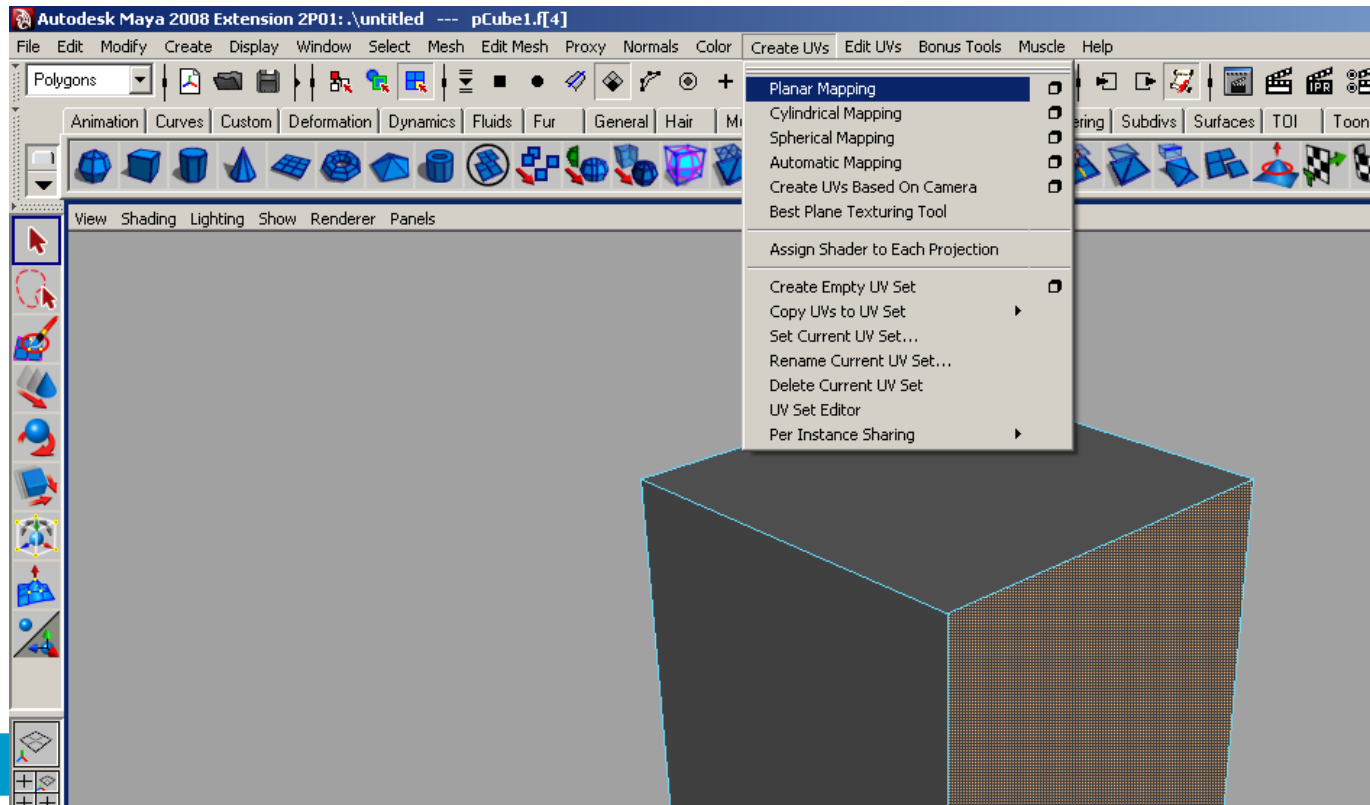 Autodesk Maya 2008 Extension 2P01: .\untitled --- pCube1.f[4]
File Edit Modify Create Display Window Select Mesh Edit Mesh Proxy Normals Color Create UVs Edit UVs Bonus Tools Muscle Help
Polygons IPR
Animation Curves Custom Deformation Dynamics Fluids Fur General Hair Subdivs Surfaces TOI Toon
View Shading Lighting Show Renderer Panels
Planar Mapping
Cylindrical Mapping
Spherical Mapping
Automatic Mapping
Create UVs Based On Camera
Best Plane Texturing Tool
Assign Shader to Each Projection
Create Empty UV Set
Copy UVs to UV Set
Set Current UV Set...
Rename Current UV Set...
Delete Current UV Set
UV Set Editor
Per Instance Sharing